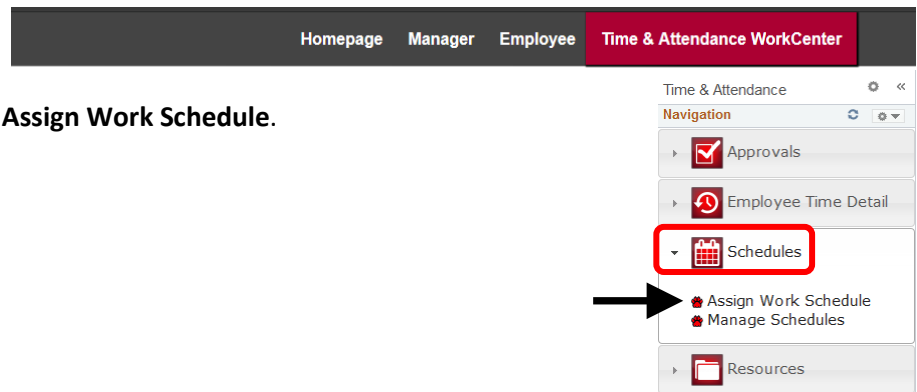 Homepage Manager Employee Time & Attendance WorkCenter
Assign Work Schedule.
Time & Attendance
Navigation
Approvals
Employee Time Detail
Schedules
Assign Work Schedule
Manage Schedules
Resources